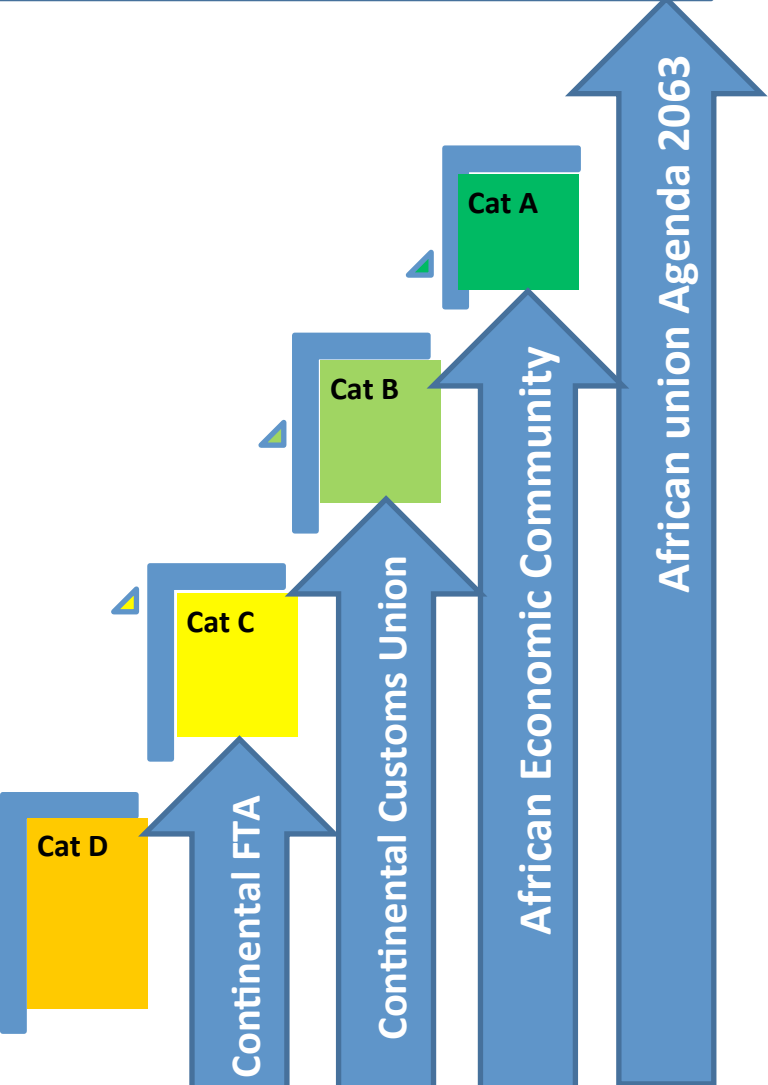 Cat A
Cat B
Cat C
Cat D
Continental FTA
Continental Customs Union
African Economic Community
African union Agenda 2063